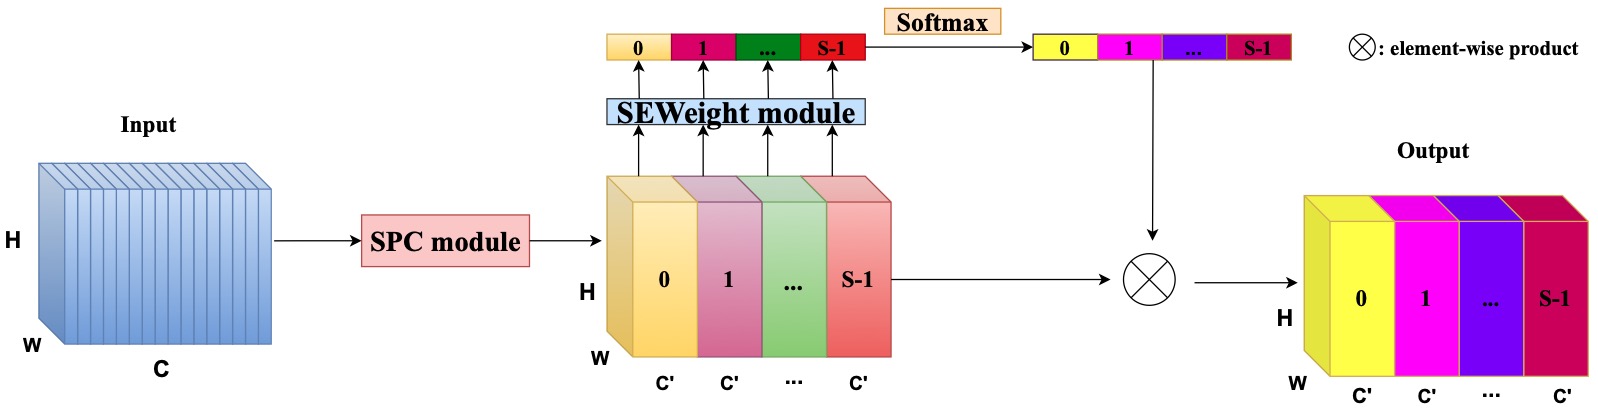 Softmax
0 1 ... S-1
0 1 ... S-1
: element-wise product
SEWeight module
Input
Output
H
SPC module
0 1 ... S-1
H
0 1 ... S-1
H
W
C
W
C' C' ... C'
W
C' C' ... C'